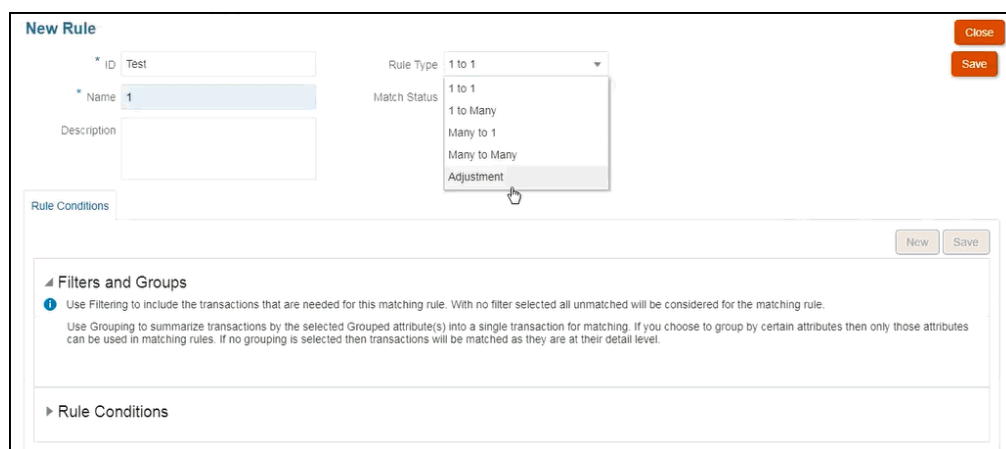 New Rule
Close
* ID Test
Rule Type 1 to 1
Save
* Name 1
Match Status
1 to 1
1 to Many
Description
Many to 1
Many to Many
Adjustment
Rule Conditions
New
Save
Filters and Groups
Use Filtering to include the transactions that are needed for this matching rule. With no filter selected all unmatched will be considered for the matching rule.
Use Grouping to summarize transactions by the selected Grouped attribute(s) into a single transaction for matching. If you choose to group by certain attributes then only those attributes
can be used in matching rules. If no grouping is selected then transactions will be matched as they are at their detail level.
Rule Conditions